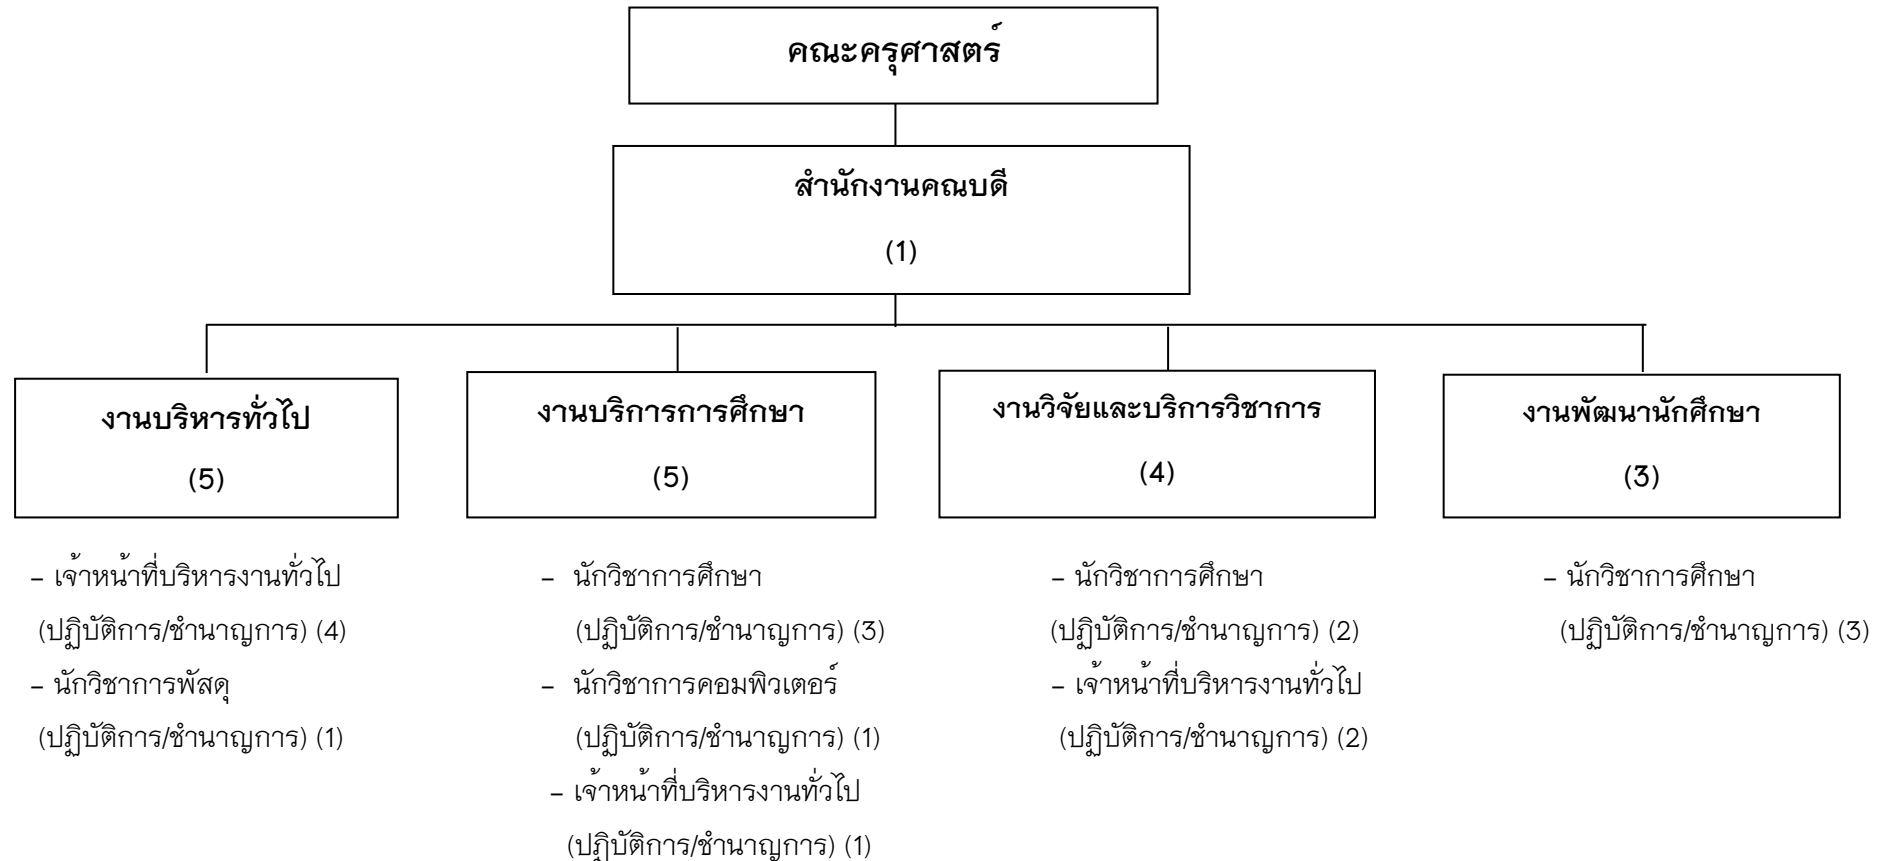 คณะครุศาสตร์
สำนักงานคณบดี
(1)
งานบริหารทั่วไป
(5)
งานบริการการศึกษา
(5)
งานวิจัยและบริการวิชาการ
(4)
งานพัฒนานักศึกษา
(3)
– เจ้าหน้าที่บริหารงานทั่วไป
(ปฏิบัติการ/ชำนาญการ) (4)
– นักวิชาการพัสดุ
(ปฏิบัติการ/ชำนาญการ) (1)
– นักวิชาการศึกษา
(ปฏิบัติการ/ชำนาญการ) (3)
– นักวิชาการคอมพิวเตอร์
(ปฏิบัติการ/ชำนาญการ) (1)
– เจ้าหน้าที่บริหารงานทั่วไป
(ปฏิบัติการ/ชำนาญการ) (1)
– นักวิชาการศึกษา
(ปฏิบัติการ/ชำนาญการ) (2)
– เจ้าหน้าที่บริหารงานทั่วไป
(ปฏิบัติการ/ชำนาญการ) (2)
– นักวิชาการศึกษา
(ปฏิบัติการ/ชำนาญการ) (3)